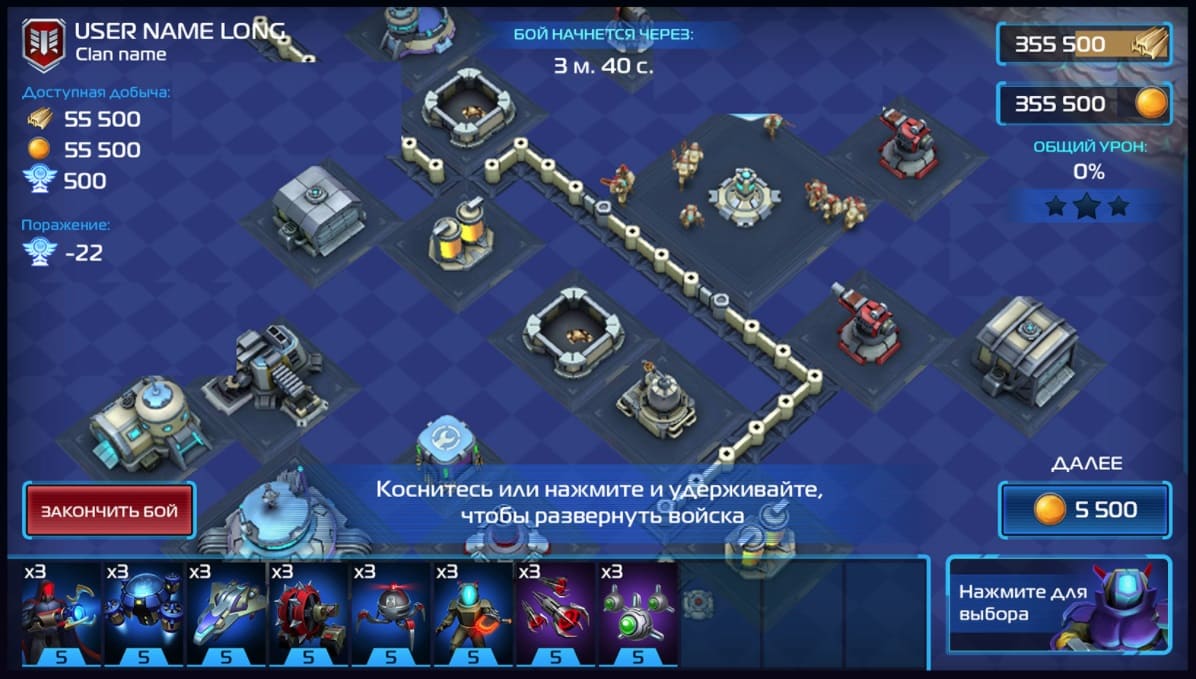 USER NAME LONG
Clan name
Доступная добыча:
55 500
55 500
500
Поражение:
-22
БОЙ НАЧНЕТСЯ ЧЕРЕЗ:
3 м. 40 с.
355 500
355 500
ОБЩИЙ УРОН:
0%
Коснитесь или нажмите и удерживайте,
чтобы развернуть войска
ЗАКОНЧИТЬ БОЙ
ДАЛЕЕ
5 500
x3 x3 x3 x3 x3 x3 x3 x3
5 5 5 5 5 5 5 5
Нажмите для
выбора